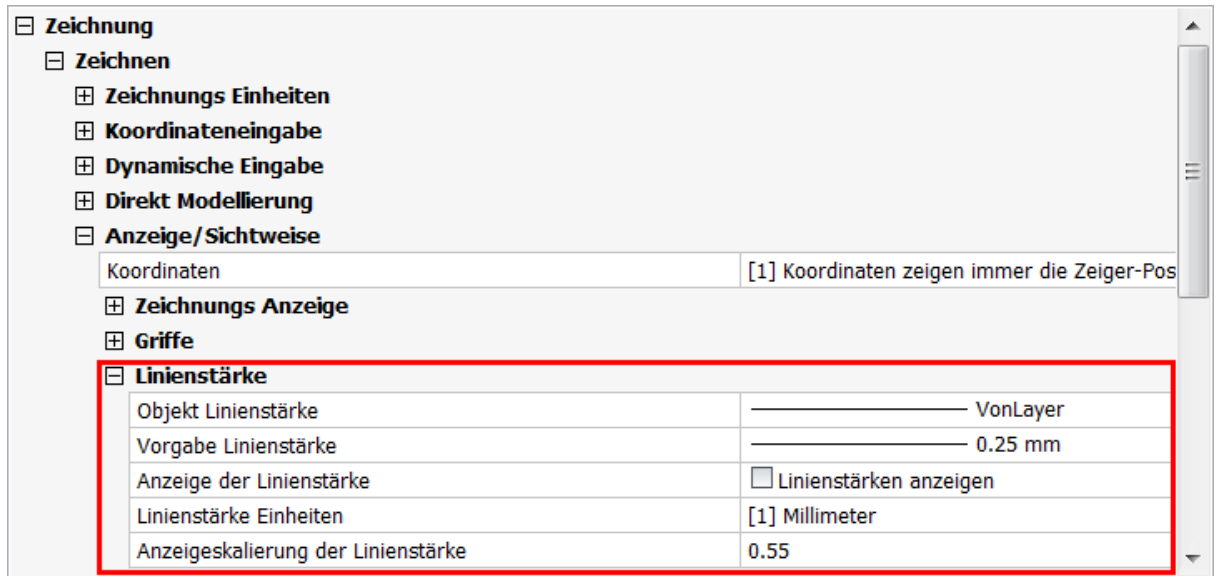 Zeichnung
Zeichnen
Zeichnungs Einheiten
Koordinateneingabe
Dynamische Eingabe
Direkt Modellierung
Anzeige/Sichtweise
Koordinaten [1] Koordinaten zeigen immer die Zeiger-Pos
Zeichnungs Anzeige
Griffe
Linienstärke
Objekt Linienstärke VonLayer
Vorgabe Linienstärke 0.25 mm
Anzeige der Linienstärke Linienstärken anzeigen
Linienstärke Einheiten [1] Millimeter
Anzeigeskalierung der Linienstärke 0.55